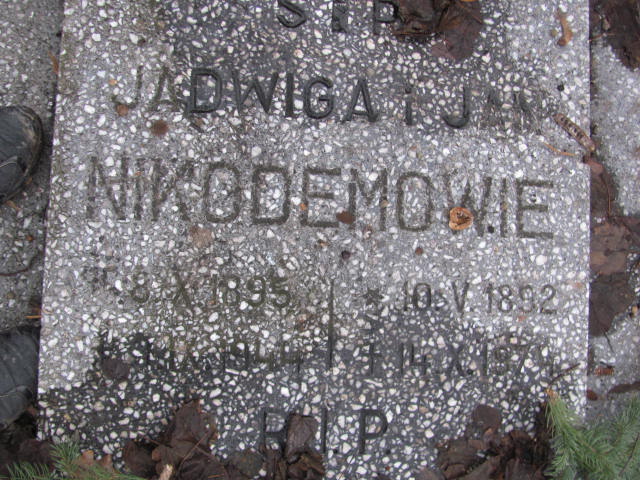 S†P
JADWIGA i JAN
NIKODEMOWIE
* 8.X.1895 * 10.V.1892
† 14.X.
R.I.P.